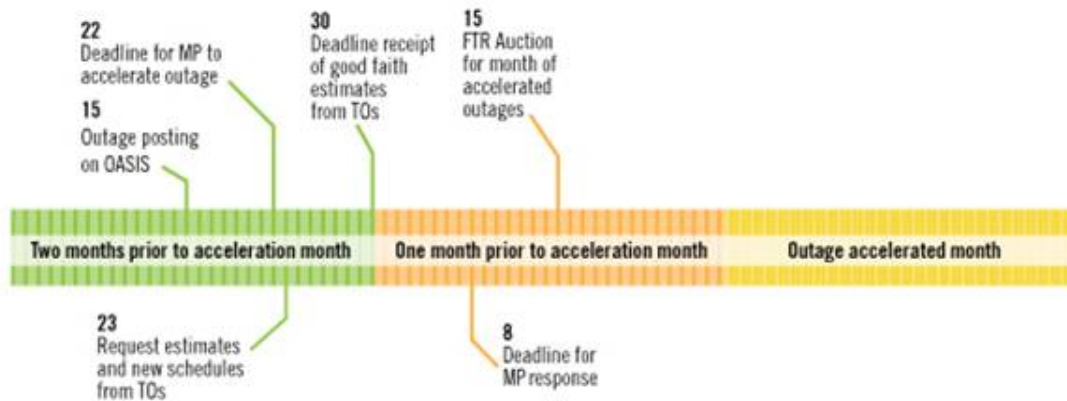 22
Deadline for MP to
accelerate outage
15
Outage posting
on OASIS
30
Deadline receipt
of good faith
estimates
from TOs
15
FTR Auction
for month of
accelerated
outages
Two months prior to acceleration month
One month prior to acceleration month
Outage accelerated month
23
Request estimates
and new schedules
from TOs
8
Deadline for
MP response